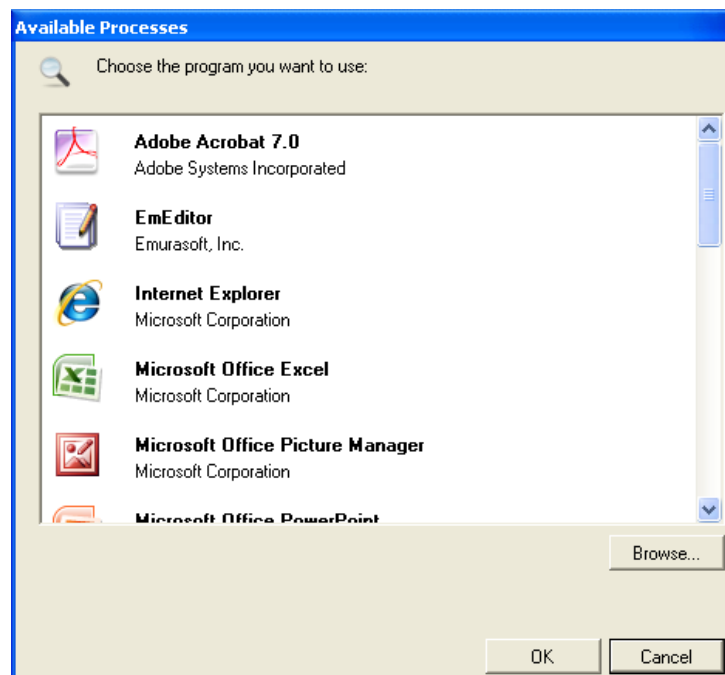 Available Processes
Choose the program you want to use:
Adobe Acrobat 7.0
Adobe Systems Incorporated
EmEditor
Emurasoft, Inc.
Internet Explorer
Microsoft Corporation
Microsoft Office Excel
Microsoft Corporation
Microsoft Office Picture Manager
Microsoft Corporation
Microsoft Office PowerPoint
Browse...
OK
Cancel